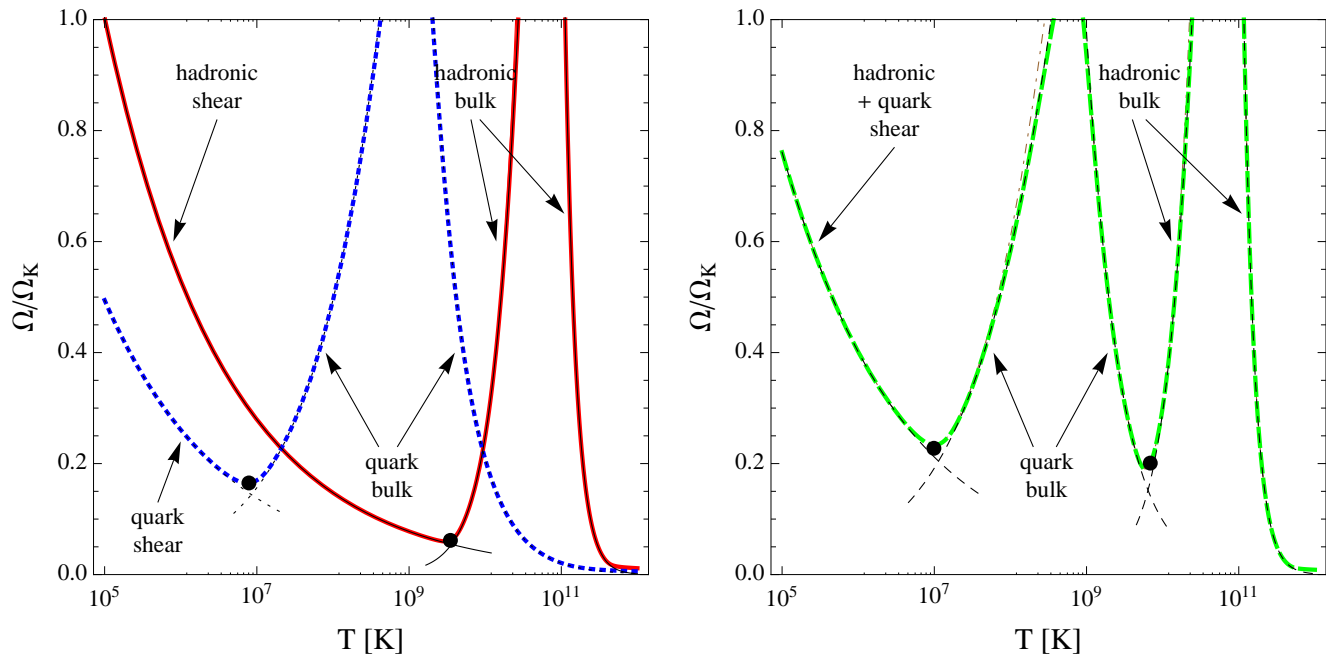 1.0
0.8
0.6
0.4
0.2
0.0
Ω/Ω_K
hadronic
shear
hadronic
bulk
quark
shear
quark
bulk
10^5
10^7
10^9
10^11
T [K]
1.0
0.8
0.6
0.4
0.2
0.0
Ω/Ω_K
hadronic
+ quark
shear
hadronic
bulk
quark
bulk
10^5
10^7
10^9
10^11
T [K]